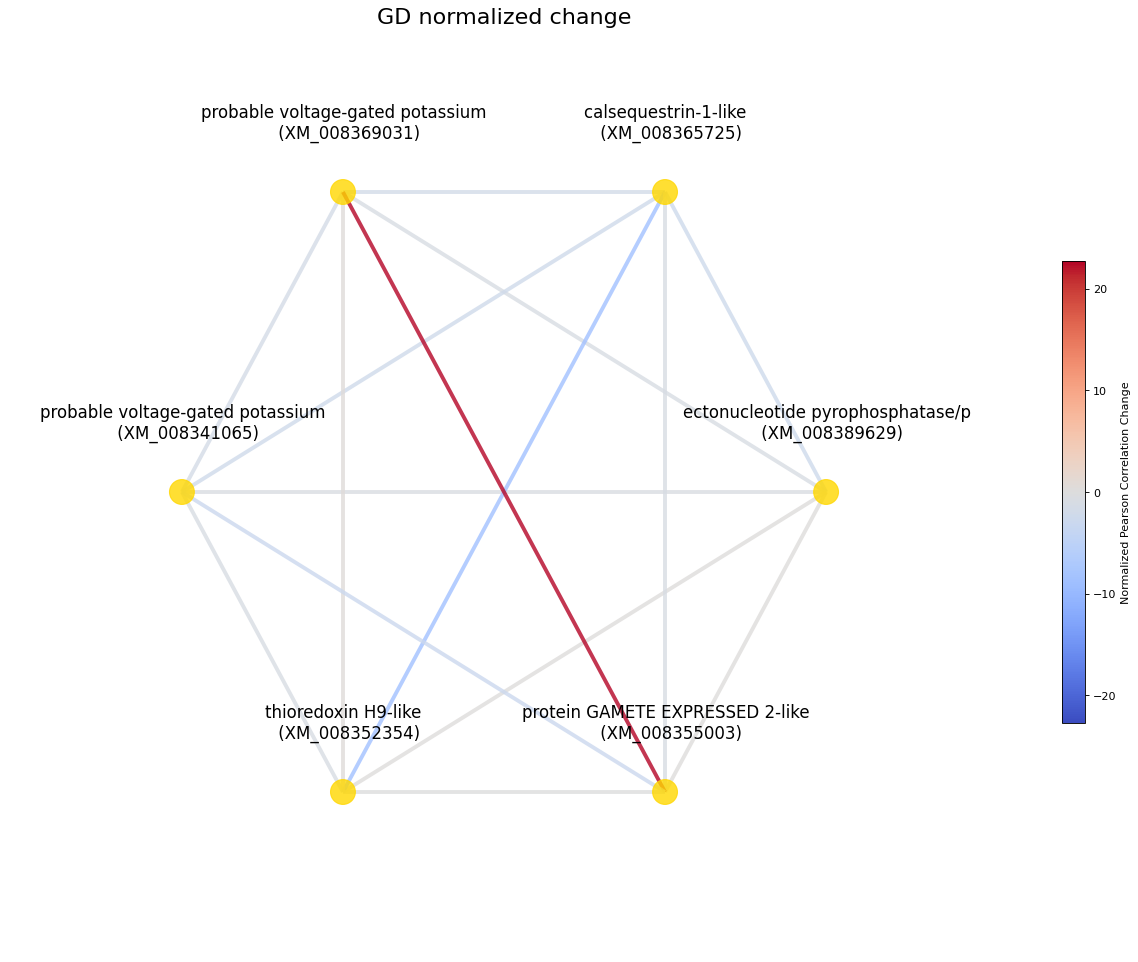 GD normalized change
probable voltage-gated potassium
(XM_008369031)
calsequestrin-1-like
(XM_008365725)
probable voltage-gated potassium
(XM_008341065)
ectonucleotide pyrophosphatase/p
(XM_008389629)
thioredoxin H9-like
(XM_008352354)
protein GAMETE EXPRESSED 2-like
(XM_008355003)
20
10
0
−10
−20
Normalized Pearson Correlation Change